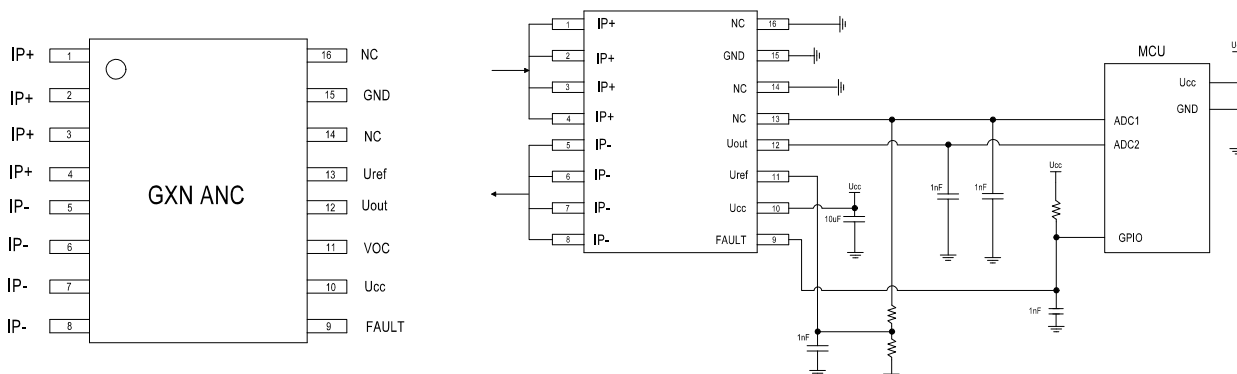 IP+ 1
IP+ 2
IP+ 3
IP+ 4
IP- 5
IP- 6
IP- 7
IP- 8
GXN ANC
16 NC
15 GND
14 NC
13 Uref
12 Uout
11 VOC
10 Ucc
9 FAULT
1 IP+
2 IP+
3 IP+
4 IP+
5 IP-
6 IP-
7 IP-
8 IP-
NC 16
GND 15
NC 14
NC 13
Uout 12
Uref 11
Ucc 10
FAULT 9
Ucc
10uF
1nF
1nF
1nF
Ucc
1nF
MCU
Ucc
GND
ADC1
ADC2
GPIO